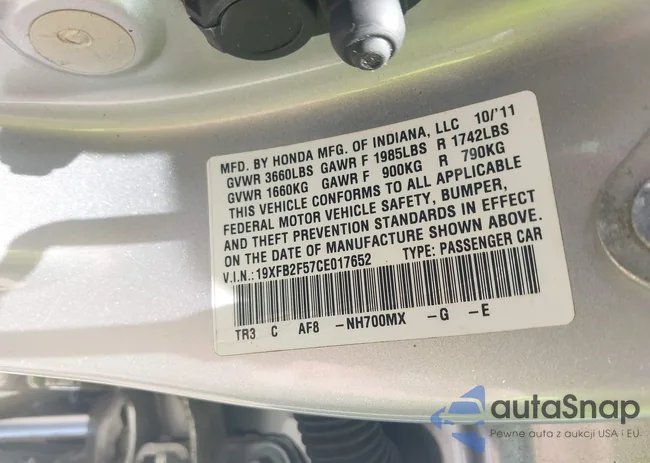 MFD. BY HONDA MFG. OF INDIANA, LLC 10/'11
GVWR 3660LBS GAWR F 1985LBS R 1742LBS
GVWR 1660KG GAWR F 900KG R 790KG
THIS VEHICLE CONFORMS TO ALL APPLICABLE
FEDERAL MOTOR VEHICLE SAFETY, BUMPER,
AND THEFT PREVENTION STANDARDS IN EFFECT
ON THE DATE OF MANUFACTURE SHOWN ABOVE.
V.I.N.: 19XFB2F57CE017652 TYPE: PASSENGER CAR
TR3 C AF8 -NH700MX -G -E
autaSnap
Pewne auta z aukcji USA i EU